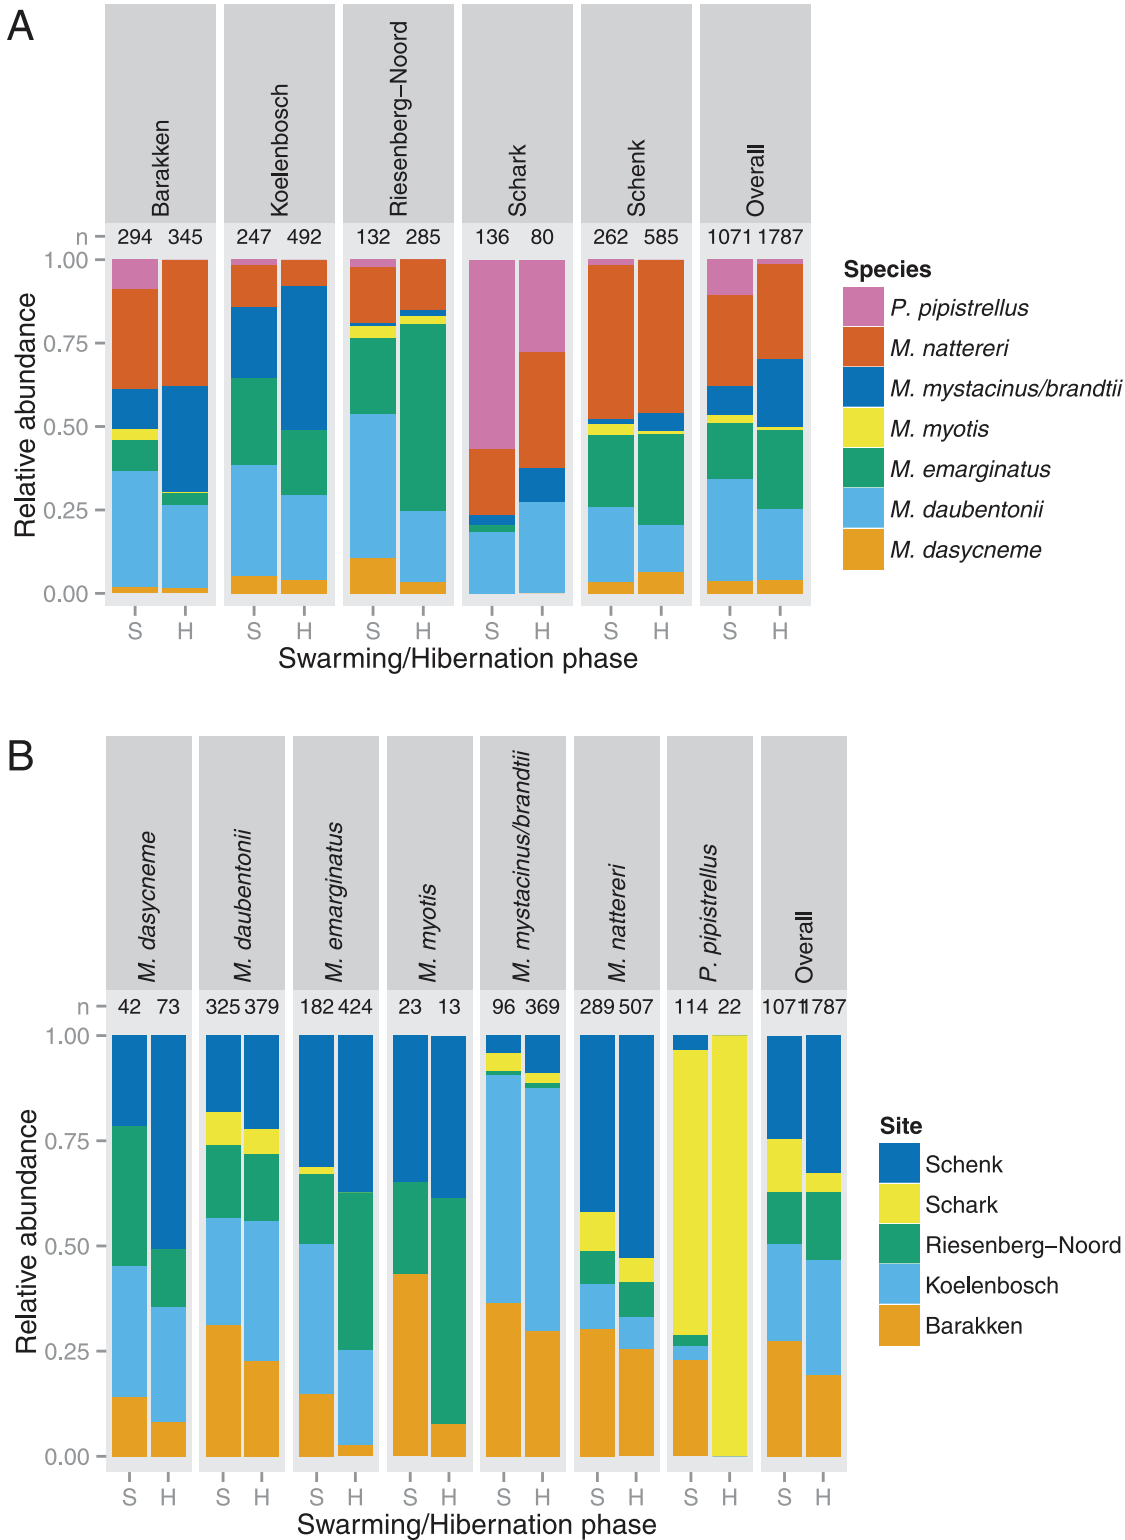 A
Barakken
Koelenbosch
Riesenberg–Noord
Schark
Schenk
Overall
n 294 345 247 492 132 285 136 80 262 585 1071 1787
1.00
0.75
0.50
0.25
0.00
Relative abundance
S H S H S H S H S H S H
Swarming/Hibernation phase
Species
P. pipistrellus
M. nattereri
M. mystacinus/brandtii
M. myotis
M. emarginatus
M. daubentonii
M. dasycneme
B
M. dasycneme
M. daubentonii
M. emarginatus
M. myotis
M. mystacinus/brandtii
M. nattereri
P. pipistrellus
Overall
n 42 73 325 379 182 424 23 13 96 369 289 507 114 22 1071 1787
1.00
0.75
0.50
0.25
0.00
Relative abundance
S H S H S H S H S H S H S H S H
Swarming/Hibernation phase
Site
Schenk
Schark
Riesenberg–Noord
Koelenbosch
Barakken